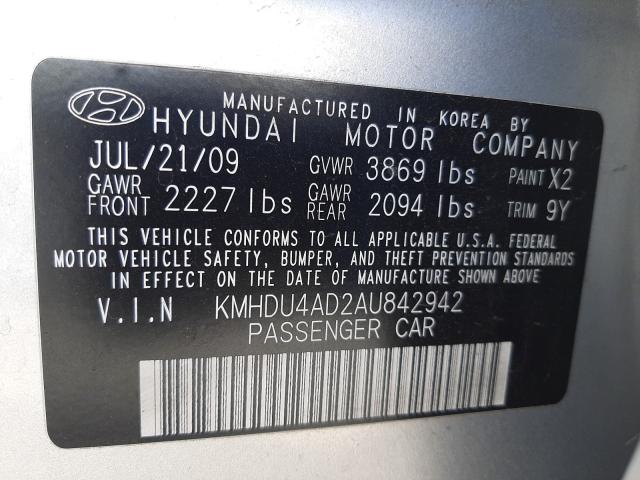 MANUFACTURED IN KOREA BY
HYUNDAI MOTOR COMPANY
JUL/21/09 GVWR 3869 lbs PAINT X2
GAWR FRONT 2227 lbs GAWR REAR 2094 lbs TRIM 9Y
THIS VEHICLE CONFORMS TO ALL APPLICABLE U.S.A. FEDERAL
MOTOR VEHICLE SAFETY, BUMPER, AND THEFT PREVENTION STANDARDS
IN EFFECT ON THE DATE OF MANUFACTURE SHOWN ABOVE.
V.I.N KMHDU4AD2AU842942
PASSENGER CAR